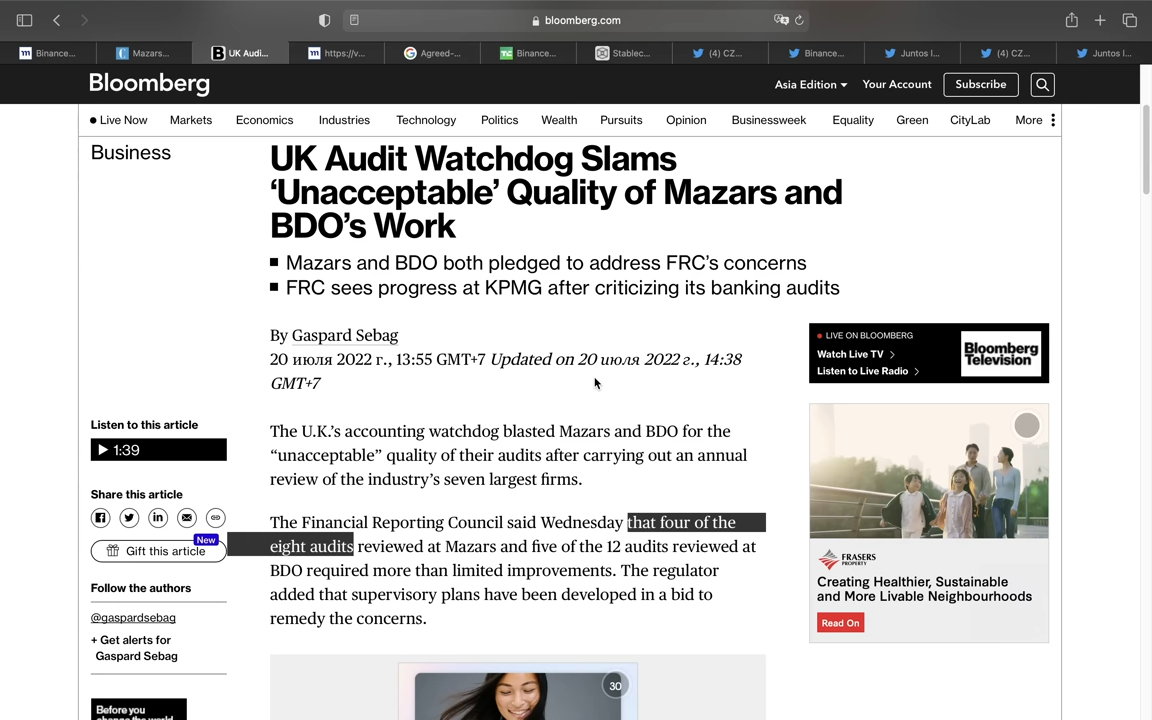 bloomberg.com
Binance...
Mazars...
UK Audi...
https://v...
Agreed-...
Binance...
Stablec...
(4) CZ...
Binance...
Juntos l...
(4) CZ...
Juntos l...
Bloomberg
Asia Edition
Your Account
Subscribe
Live Now
Markets
Economics
Industries
Technology
Politics
Wealth
Pursuits
Opinion
Businessweek
Equality
Green
CityLab
More
Business
UK Audit Watchdog Slams
‘Unacceptable’ Quality of Mazars and
BDO’s Work
Mazars and BDO both pledged to address FRC’s concerns
FRC sees progress at KPMG after criticizing its banking audits
By Gaspard Sebag
20 июля 2022 г., 13:55 GMT+7 Updated on 20 июля 2022 г., 14:38
GMT+7
LIVE ON BLOOMBERG
Watch Live TV
Listen to Live Radio
Bloomberg
Television
Listen to this article
1:39
Share this article
New
Gift this article
Follow the authors
@gaspardsebag
+ Get alerts for
Gaspard Sebag
Before you
The U.K.’s accounting watchdog blasted Mazars and BDO for the
“unacceptable” quality of their audits after carrying out an annual
review of the industry’s seven largest firms.
The Financial Reporting Council said Wednesday that four of the
eight audits reviewed at Mazars and five of the 12 audits reviewed at
BDO required more than limited improvements. The regulator
added that supervisory plans have been developed in a bid to
remedy the concerns.
30
FRASERS
PROPERTY
Creating Healthier, Sustainable
and More Livable Neighbourhoods
Read On